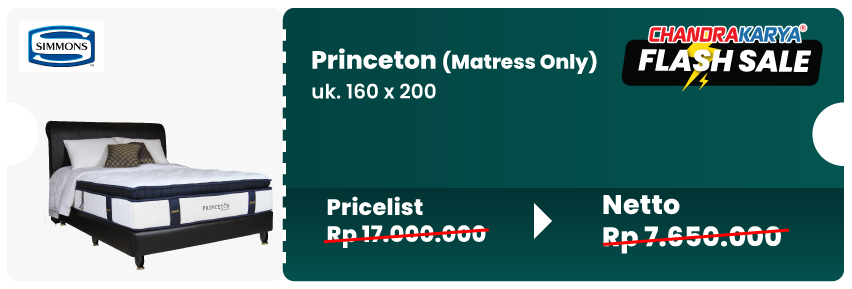 SIMMONS
Princeton (Matress Only)
uk. 160 x 200
CHANDRAKARYA®
FLASH SALE
PRINCETON
Pricelist
Rp 17.000.000
Netto
Rp 7.650.000